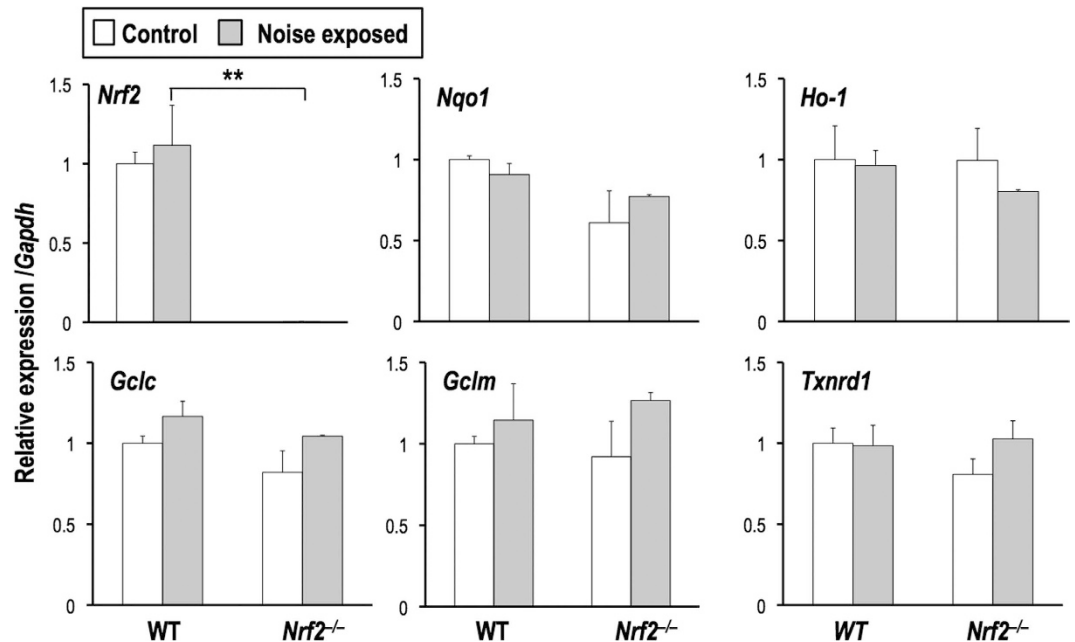 Control Noise exposed
Relative expression /Gapdh
Nrf2
**
1.5
1
0.5
0
Nqo1
1.5
1
0.5
0
Ho-1
1.5
1
0.5
0
Gclc
1.5
1
0.5
0
WT Nrf2–/–
Gclm
1.5
1
0.5
0
WT Nrf2–/–
Txnrd1
1.5
1
0.5
0
WT Nrf2–/–